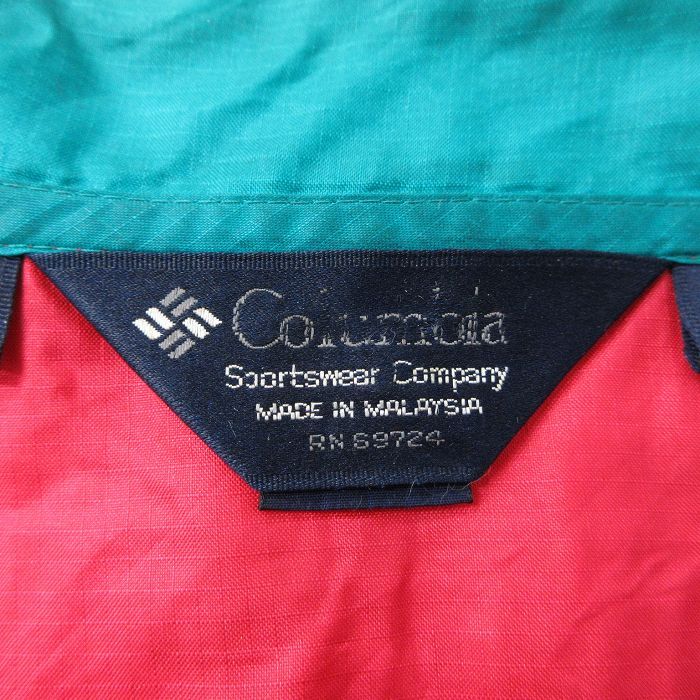 Columbia
Sportswear Company
MADE IN MALAYSIA
RN 69724